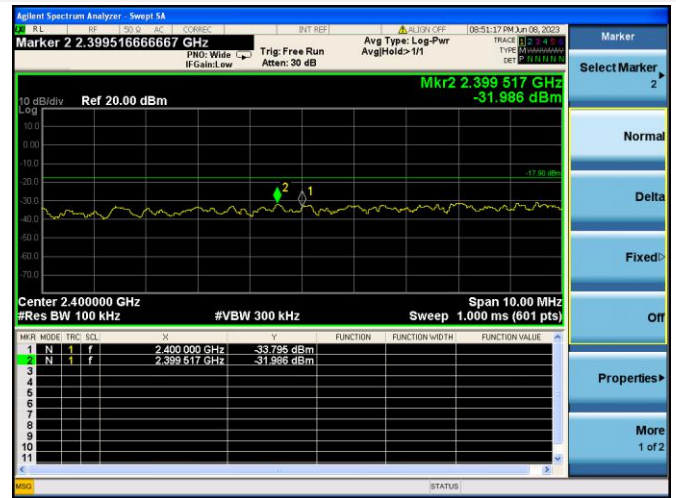 Agilent Spectrum Analyzer - Swept SA
RL RF 50 Ω AC CORREC INT REF ALIGN OFF 08:51:17 PM Jun 08, 2023
Marker 2 2.399516666667 GHz
PNO: Wide
IFGain:Low
Trig: Free Run
Atten: 30 dB
Avg Type: Log-Pwr
Avg|Hold>1/1
TRACE 1 2 3 4 5 6
TYPE
DET P N N N N N
Mkr2 2.399 517 GHz
-31.986 dBm
10 dB/div Ref 20.00 dBm
Log
10.0
0.00
-10.0
-17.90 dBm
-20.0
-30.0
-40.0
-50.0
-60.0
-70.0
2
1
Center 2.400000 GHz Span 10.00 MHz
#Res BW 100 kHz #VBW 300 kHz Sweep 1.000 ms (601 pts)
MKR MODE TRC SCL X Y FUNCTION FUNCTION WIDTH FUNCTION VALUE
1 N 1 f 2.400 000 GHz -33.795 dBm
2 N 1 f 2.399 517 GHz -31.986 dBm
3
4
5
6
7
8
9
10
11
MSG STATUS
Marker
Select Marker
2
Normal
Delta
Fixed
Off
Properties
More
1 of 2